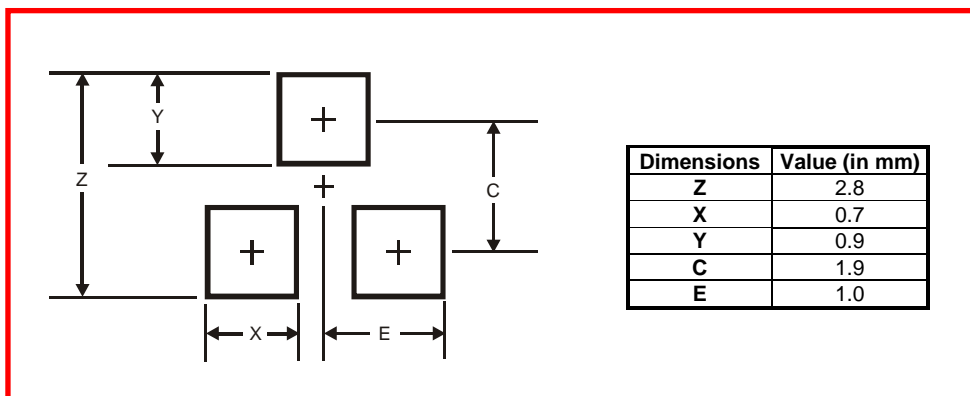 Y
Z
C
X
E
Dimensions Value (in mm)
Z 2.8
X 0.7
Y 0.9
C 1.9
E 1.0